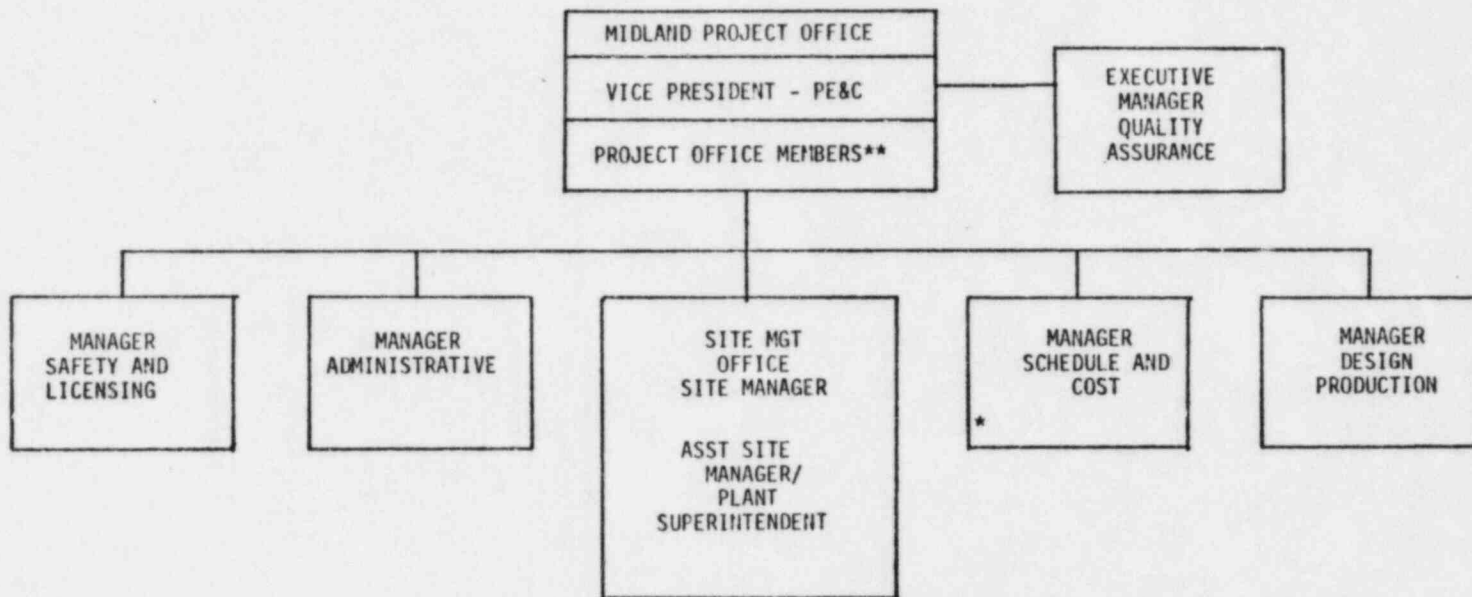 MIDLAND PROJECT OFFICE
VICE PRESIDENT - PE&C
PROJECT OFFICE MEMBERS**
EXECUTIVE
MANAGER
QUALITY
ASSURANCE
MANAGER
SAFETY AND
LICENSING
MANAGER
ADMINISTRATIVE
SITE MGT
OFFICE
SITE MANAGER
ASST SITE
MANAGER/
PLANT
SUPERINTENDENT
MANAGER
SCHEDULE AND
COST
*
MANAGER
DESIGN
PRODUCTION